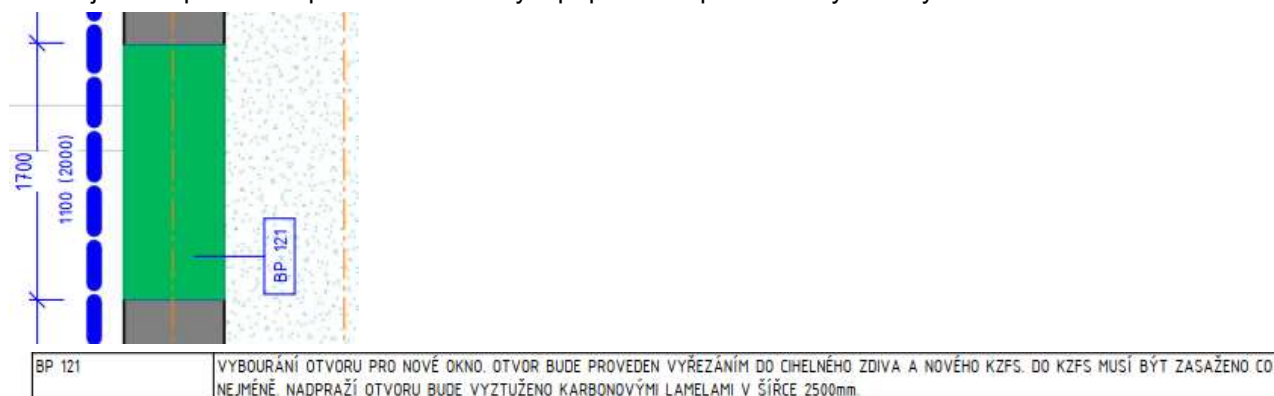 1700
1100 (2000)
BP 121
BP 121 VYBOURÁNÍ OTVORU PRO NOVÉ OKNO. OTVOR BUDE PROVEDEN VYŘEZÁNÍM DO CIHELNÉHO ZDIVA A NOVÉHO KZFS. DO KZFS MUSÍ BÝT ZASAŽENO CO
NEJMÉNĚ. NADPRAŽÍ OTVORU BUDE VYZTUŽENO KARBONOVÝMI LAMELAMI V ŠÍŘCE 2500mm.